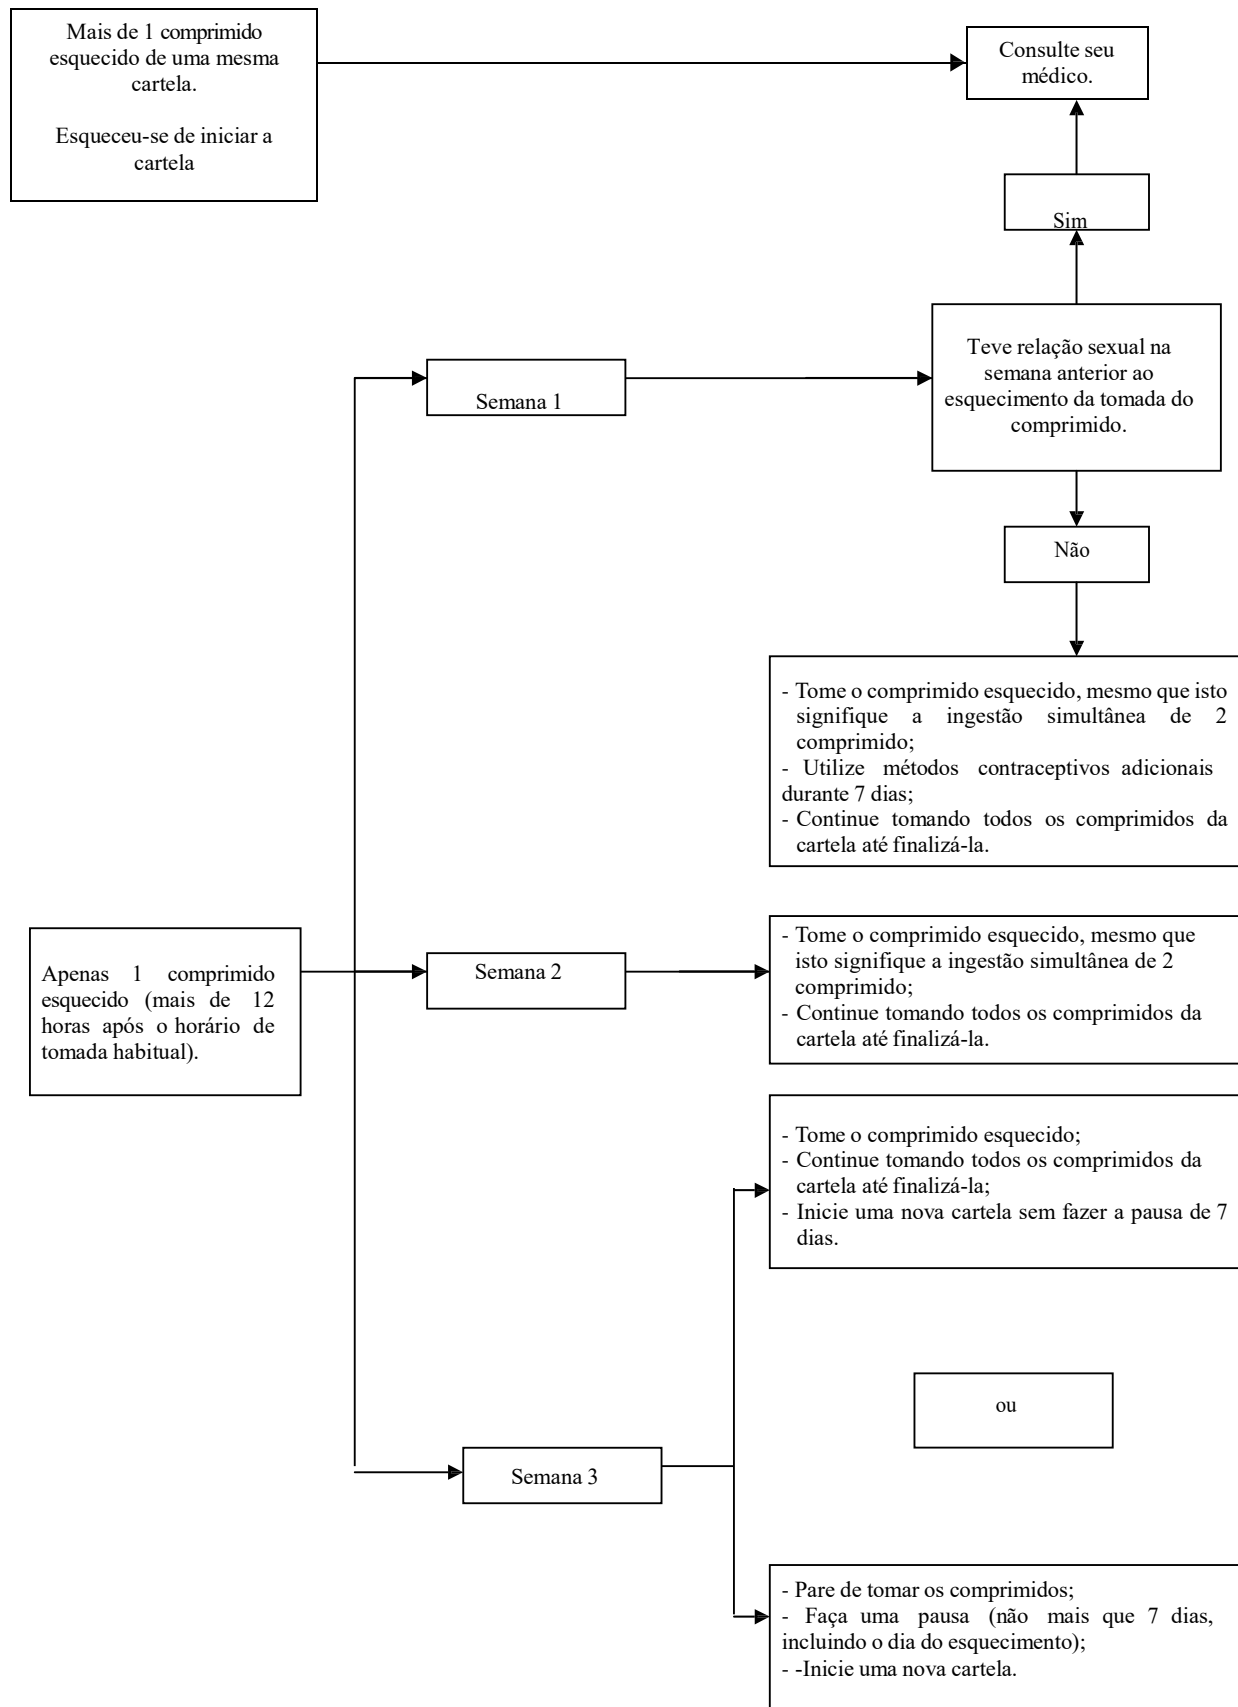 Mais de 1 comprimido
esquecido de uma mesma
cartela.
Esqueceu-se de iniciar a
cartela
Consulte seu
médico.
Sim
Teve relação sexual na
semana anterior ao
esquecimento da tomada do
comprimido.
Semana 1
Não
- Tome o comprimido esquecido, mesmo que isto
signifique a ingestão simultânea de 2
comprimido;
- Utilize métodos contraceptivos adicionais
durante 7 dias;
- Continue tomando todos os comprimidos da
cartela até finalizá-la.
Apenas 1 comprimido
esquecido (mais de 12
horas após o horário de
tomada habitual).
Semana 2
- Tome o comprimido esquecido, mesmo que
isto signifique a ingestão simultânea de 2
comprimido;
- Continue tomando todos os comprimidos da
cartela até finalizá-la.
- Tome o comprimido esquecido;
- Continue tomando todos os comprimidos da
cartela até finalizá-la;
- Inicie uma nova cartela sem fazer a pausa de 7
dias.
ou
Semana 3
- Pare de tomar os comprimidos;
- Faça uma pausa (não mais que 7 dias,
incluindo o dia do esquecimento);
- -Inicie uma nova cartela.